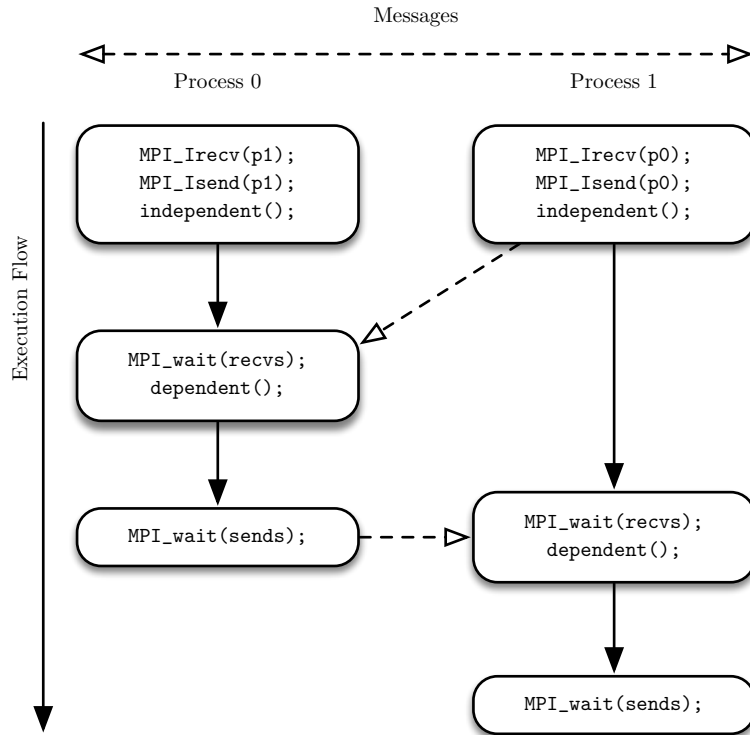 Messages
Process 0
Process 1
Execution Flow
MPI_Irecv(p1);
MPI_Isend(p1);
independent();
MPI_Irecv(p0);
MPI_Isend(p0);
independent();
MPI_wait(recvs);
dependent();
MPI_wait(sends);
MPI_wait(recvs);
dependent();
MPI_wait(sends);